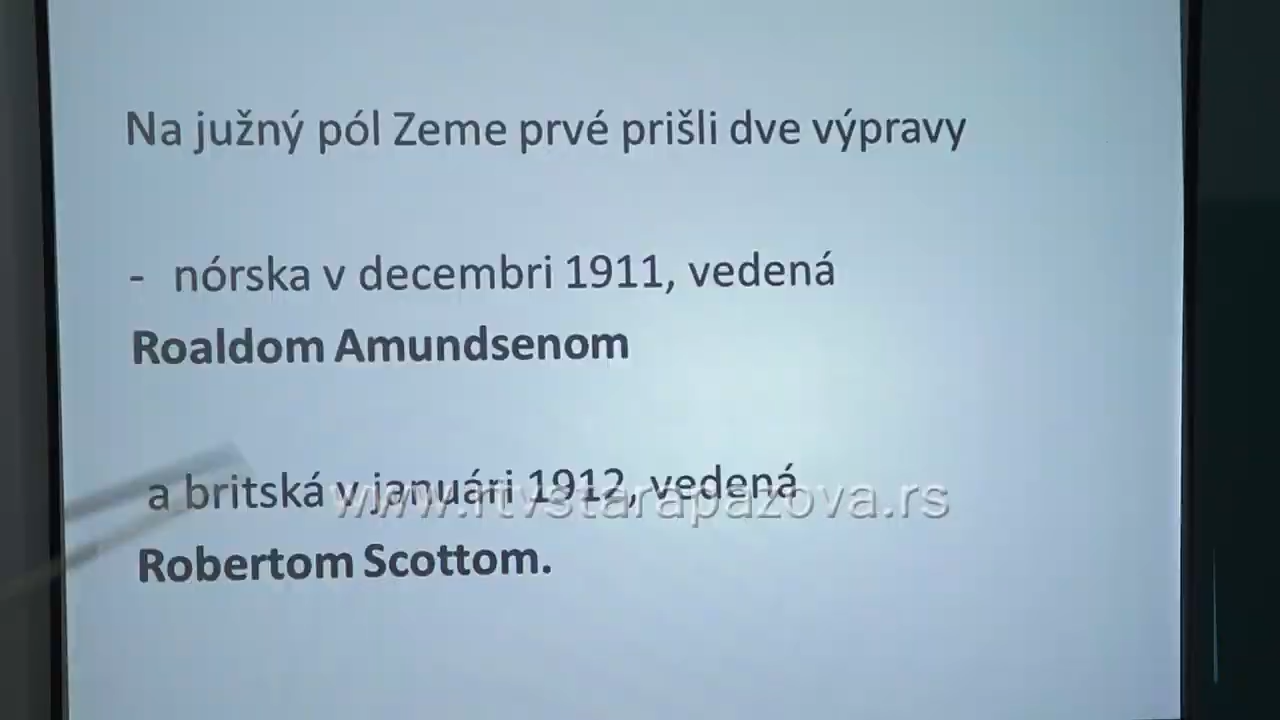 Na južný pól Zeme prvé prišli dve výpravy
- nórska v decembri 1911, vedená
Roaldom Amundsenom
a britská v januári 1912, vedená
www.rtvstarapazova.rs
Robertom Scottom.